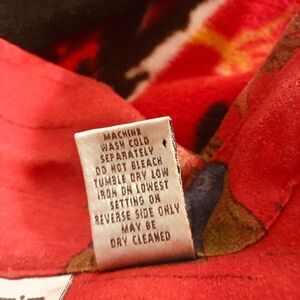 MACHINE
WASH COLD
SEPARATELY
DO NOT BLEACH
TUMBLE DRY LOW
IRON ON LOWEST
SETTING ON
REVERSE SIDE ONLY
MAY BE
DRY CLEANED